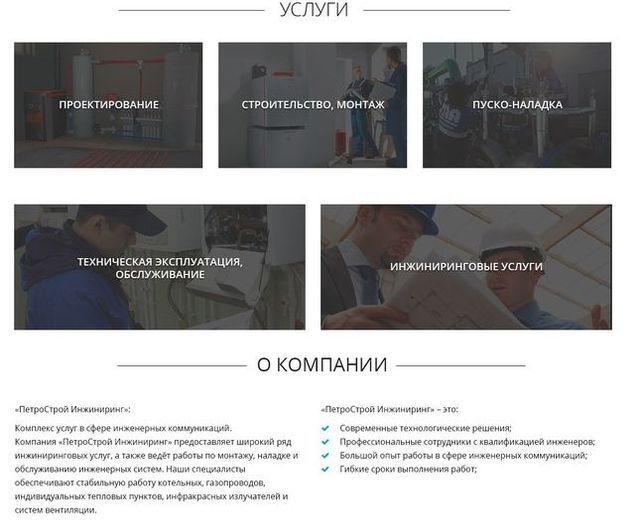 УСЛУГИ
ПРОЕКТИРОВАНИЕ
СТРОИТЕЛЬСТВО, МОНТАЖ
ПУСКО-НАЛАДКА
ТЕХНИЧЕСКАЯ ЭКСПЛУАТАЦИЯ,
ОБСЛУЖИВАНИЕ
ИНЖИНИРИНГОВЫЕ УСЛУГИ
О КОМПАНИИ
«ПетроСтрой Инжиниринг»:
Комплекс услуг в сфере инженерных коммуникаций.
Компания «ПетроСтрой Инжиниринг» предоставляет широкий ряд
инжиниринговых услуг, а также ведёт работы по монтажу, наладке и
обслуживанию инженерных систем. Наши специалисты
обеспечивают стабильную работу котельных, газопроводов,
индивидуальных тепловых пунктов, инфракрасных излучателей и
систем вентиляции.
«ПетроСтрой Инжиниринг» – это:
Современные технологические решения;
Профессиональные сотрудники с квалификацией инженеров;
Большой опыт работы в сфере инженерных коммуникаций;
Гибкие сроки выполнения работ;